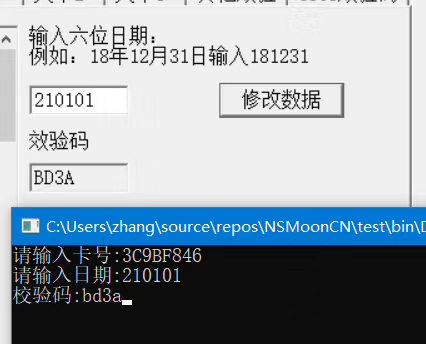 输入六位日期：
例如：18年12月31日输入181231
210101
修改数据
效验码
BD3A
C:\Users\zhang\source\repos\NSMoonCN\test\bin\D
请输入卡号:3C9BF846
请输入日期:210101
校验码:bd3a